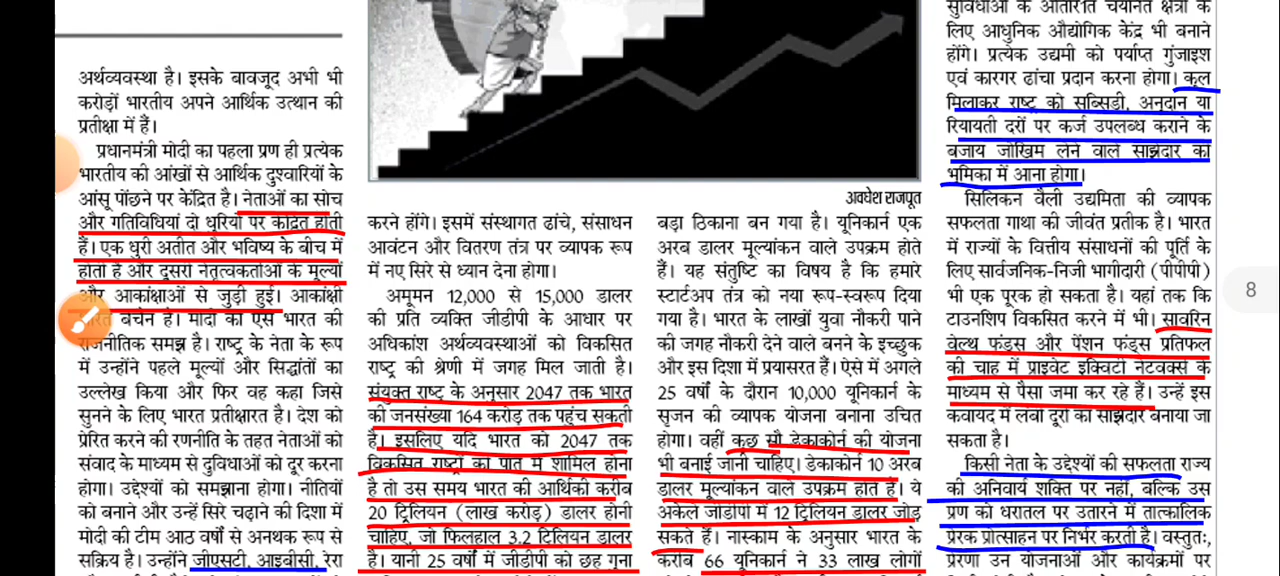 अर्थव्यवस्था है। इसके बावजूद अभी भी
करोड़ों भारतीय अपने आर्थिक उत्थान की
प्रतीक्षा में हैं।
प्रधानमंत्री मोदी का पहला प्रण ही प्रत्येक
भारतीय की आंखों से आर्थिक दुश्वारियों के
आंसू पोंछने पर केंद्रित है। नेताओं का सोच
और गतिविधियां दो धुरियों पर केंद्रित होती
हैं। एक धुरी अतीत और भविष्य के बीच में
होती है और दूसरी नेतृत्वकर्ताओं के मूल्यों
और आकांक्षाओं से जुड़ी हुई। आकांक्षी
भारत बेचैन है। मोदी को ऐसे भारत की
राजनीतिक समझ है। राष्ट्र के नेता के रूप
में उन्होंने पहले मूल्यों और सिद्धांतों का
उल्लेख किया और फिर वह कहा जिसे
सुनने के लिए भारत प्रतीक्षारत है। देश को
प्रेरित करने की रणनीति के तहत नेताओं को
संवाद के माध्यम से दुविधाओं को दूर करना
होगा। उद्देश्यों को समझाना होगा। नीतियों
को बनाने और उन्हें सिरे चढ़ाने की दिशा में
मोदी की टीम आठ वर्षों से अनथक रूप से
सक्रिय है। उन्होंने जीएसटी, आइबीसी, रेरा
अवधेश राजपूत
करने होंगे। इसमें संस्थागत ढांचे, संसाधन
आवंटन और वितरण तंत्र पर व्यापक रूप
में नए सिरे से ध्यान देना होगा।
अमूमन 12,000 से 15,000 डालर
की प्रति व्यक्ति जीडीपी के आधार पर
अधिकांश अर्थव्यवस्थाओं को विकसित
राष्ट्र की श्रेणी में जगह मिल जाती है।
संयुक्त राष्ट्र के अनुसार 2047 तक भारत
की जनसंख्या 164 करोड़ तक पहुंच सकती
है। इसलिए यदि भारत को 2047 तक
विकसित राष्ट्रों की पांत में शामिल होना
है तो उस समय भारत की आर्थिकी करीब
20 ट्रिलियन (लाख करोड़) डालर होनी
चाहिए, जो फिलहाल 3.2 ट्रिलियन डालर
है। यानी 25 वर्षों में जीडीपी को छह गुना
बड़ा ठिकाना बन गया है। यूनिकार्न एक
अरब डालर मूल्यांकन वाले उपक्रम होते
हैं। यह संतुष्टि का विषय है कि हमारे
स्टार्टअप तंत्र को नया रूप-स्वरूप दिया
गया है। भारत के लाखों युवा नौकरी पाने
की जगह नौकरी देने वाले बनने के इच्छुक
और इस दिशा में प्रयासरत हैं। ऐसे में अगले
25 वर्षों के दौरान 10,000 यूनिकार्न के
सृजन की व्यापक योजना बनाना उचित
होगा। वहीं कुछ सौ डेकाकोर्न की योजना
भी बनाई जानी चाहिए। डेकाकोर्न 10 अरब
डालर मूल्यांकन वाले उपक्रम होते हैं। ये
अकेले जीडीपी में 12 ट्रिलियन डालर जोड़
सकते हैं। नास्काम के अनुसार भारत के
करीब 66 यूनिकार्न ने 33 लाख लोगों
सुविधाओं के अतिरिक्त चयनित क्षेत्रों के
लिए आधुनिक औद्योगिक केंद्र भी बनाने
होंगे। प्रत्येक उद्यमी को पर्याप्त गुंजाइश
एवं कारगर ढांचा प्रदान करना होगा। कुल
मिलाकर राष्ट्र को सब्सिडी, अनुदान या
रियायती दरों पर कर्ज उपलब्ध कराने के
बजाय जोखिम लेने वाले साझेदार की
भूमिका में आना होगा।
सिलिकन वैली उद्यमिता की व्यापक
सफलता गाथा की जीवंत प्रतीक है। भारत
में राज्यों के वित्तीय संसाधनों की पूर्ति के
लिए सार्वजनिक-निजी भागीदारी (पीपीपी)
भी एक पूरक हो सकता है। यहां तक कि
टाउनशिप विकसित करने में भी। सावरिन
वेल्थ फंड्स और पेंशन फंड्स प्रतिफल
की चाह में प्राइवेट इक्विटी नेटवर्क्स के
माध्यम से पैसा जमा कर रहे हैं। उन्हें इस
कवायद में लंबी दूरी का साझेदार बनाया जा
सकता है।
किसी नेता के उद्देश्यों की सफलता राज्य
की अनिवार्य शक्ति पर नहीं, बल्कि उस
प्रण को धरातल पर उतारने में तात्कालिक
प्रेरक प्रोत्साहन पर निर्भर करती है। वस्तुतः,
प्रेरणा उन योजनाओं और कार्यक्रमों पर
8